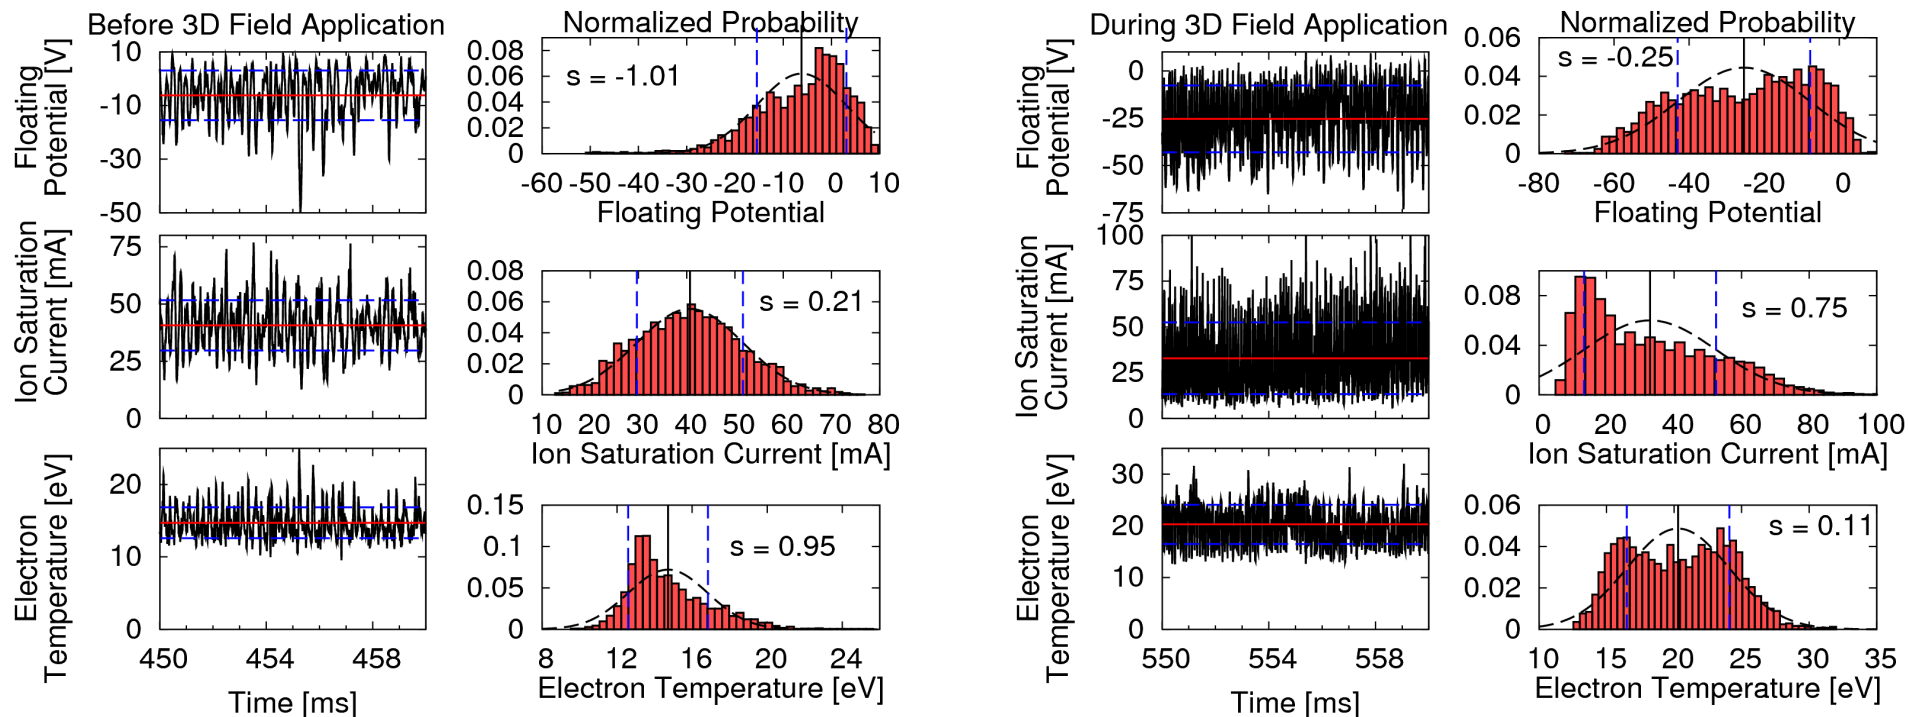 Before 3D Field Application
Normalized Probability
Floating
Potential [V]
10
-10
-30
-50
0.08
0.06
0.04
0.02
0
s = -1.01
-60 -50 -40 -30 -20 -10 0 10
Floating Potential
Ion Saturation
Current [mA]
75
50
25
0
0.08
0.06
0.04
0.02
0
s = 0.21
10 20 30 40 50 60 70 80
Ion Saturation Current [mA]
Electron
Temperature [eV]
20
10
0
450 454 458
Time [ms]
0.15
0.1
0.05
0
s = 0.95
8 12 16 20 24
Electron Temperature [eV]
During 3D Field Application
Normalized Probability
Floating
Potential [V]
0
-25
-50
-75
0.06
0.04
0.02
0
s = -0.25
-80 -60 -40 -20 0
Floating Potential
Ion Saturation
Current [mA]
100
75
50
25
0
0.08
0.04
0
s = 0.75
0 20 40 60 80 100
Ion Saturation Current [mA]
Electron
Temperature [eV]
30
20
10
0
550 554 558
Time [ms]
0.06
0.04
0.02
0
s = 0.11
10 15 20 25 30 35
Electron Temperature [eV]